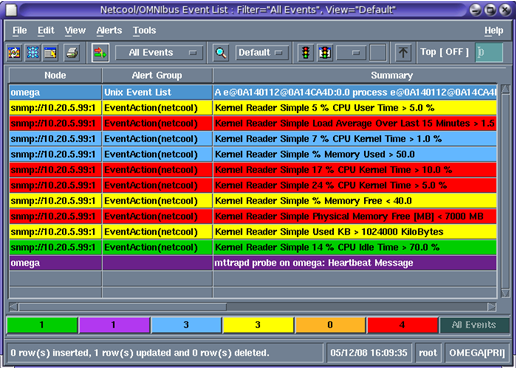 Netcool/OMNIbus Event List : Filter="All Events", View="Default"
File Edit View Alerts Tools Help
All Events Default Top [ OFF ] 0
Node Alert Group Summary
omega Unix Event List A e@0A140112@0A14CA4D:0.0 process e@0A140112@0A14CA4
snmp://10.20.5.99:1 EventAction(netcool) Kernel Reader Simple 5 % CPU User Time > 5.0 %
snmp://10.20.5.99:1 EventAction(netcool) Kernel Reader Simple Load Average Over Last 15 Minutes > 1.5
snmp://10.20.5.99:1 EventAction(netcool) Kernel Reader Simple 7 % CPU Kernel Time > 1.0 %
snmp://10.20.5.99:1 EventAction(netcool) Kernel Reader Simple % Memory Used > 50.0
snmp://10.20.5.99:1 EventAction(netcool) Kernel Reader Simple 17 % CPU Kernel Time > 10.0 %
snmp://10.20.5.99:1 EventAction(netcool) Kernel Reader Simple 24 % CPU Kernel Time > 5.0 %
snmp://10.20.5.99:1 EventAction(netcool) Kernel Reader Simple % Memory Free < 40.0
snmp://10.20.5.99:1 EventAction(netcool) Kernel Reader Simple Physical Memory Free [MB] < 7000 MB
snmp://10.20.5.99:1 EventAction(netcool) Kernel Reader Simple Used KB > 1024000 KiloBytes
snmp://10.20.5.99:1 EventAction(netcool) Kernel Reader Simple 14 % CPU Idle Time > 70.0 %
omega mttrapd probe on omega: Heartbeat Message
1 1 3 3 0 4 All Events
0 row(s) inserted, 1 row(s) updated and 0 row(s) deleted. 05/12/08 16:09:35 root OMEGA[PRI]